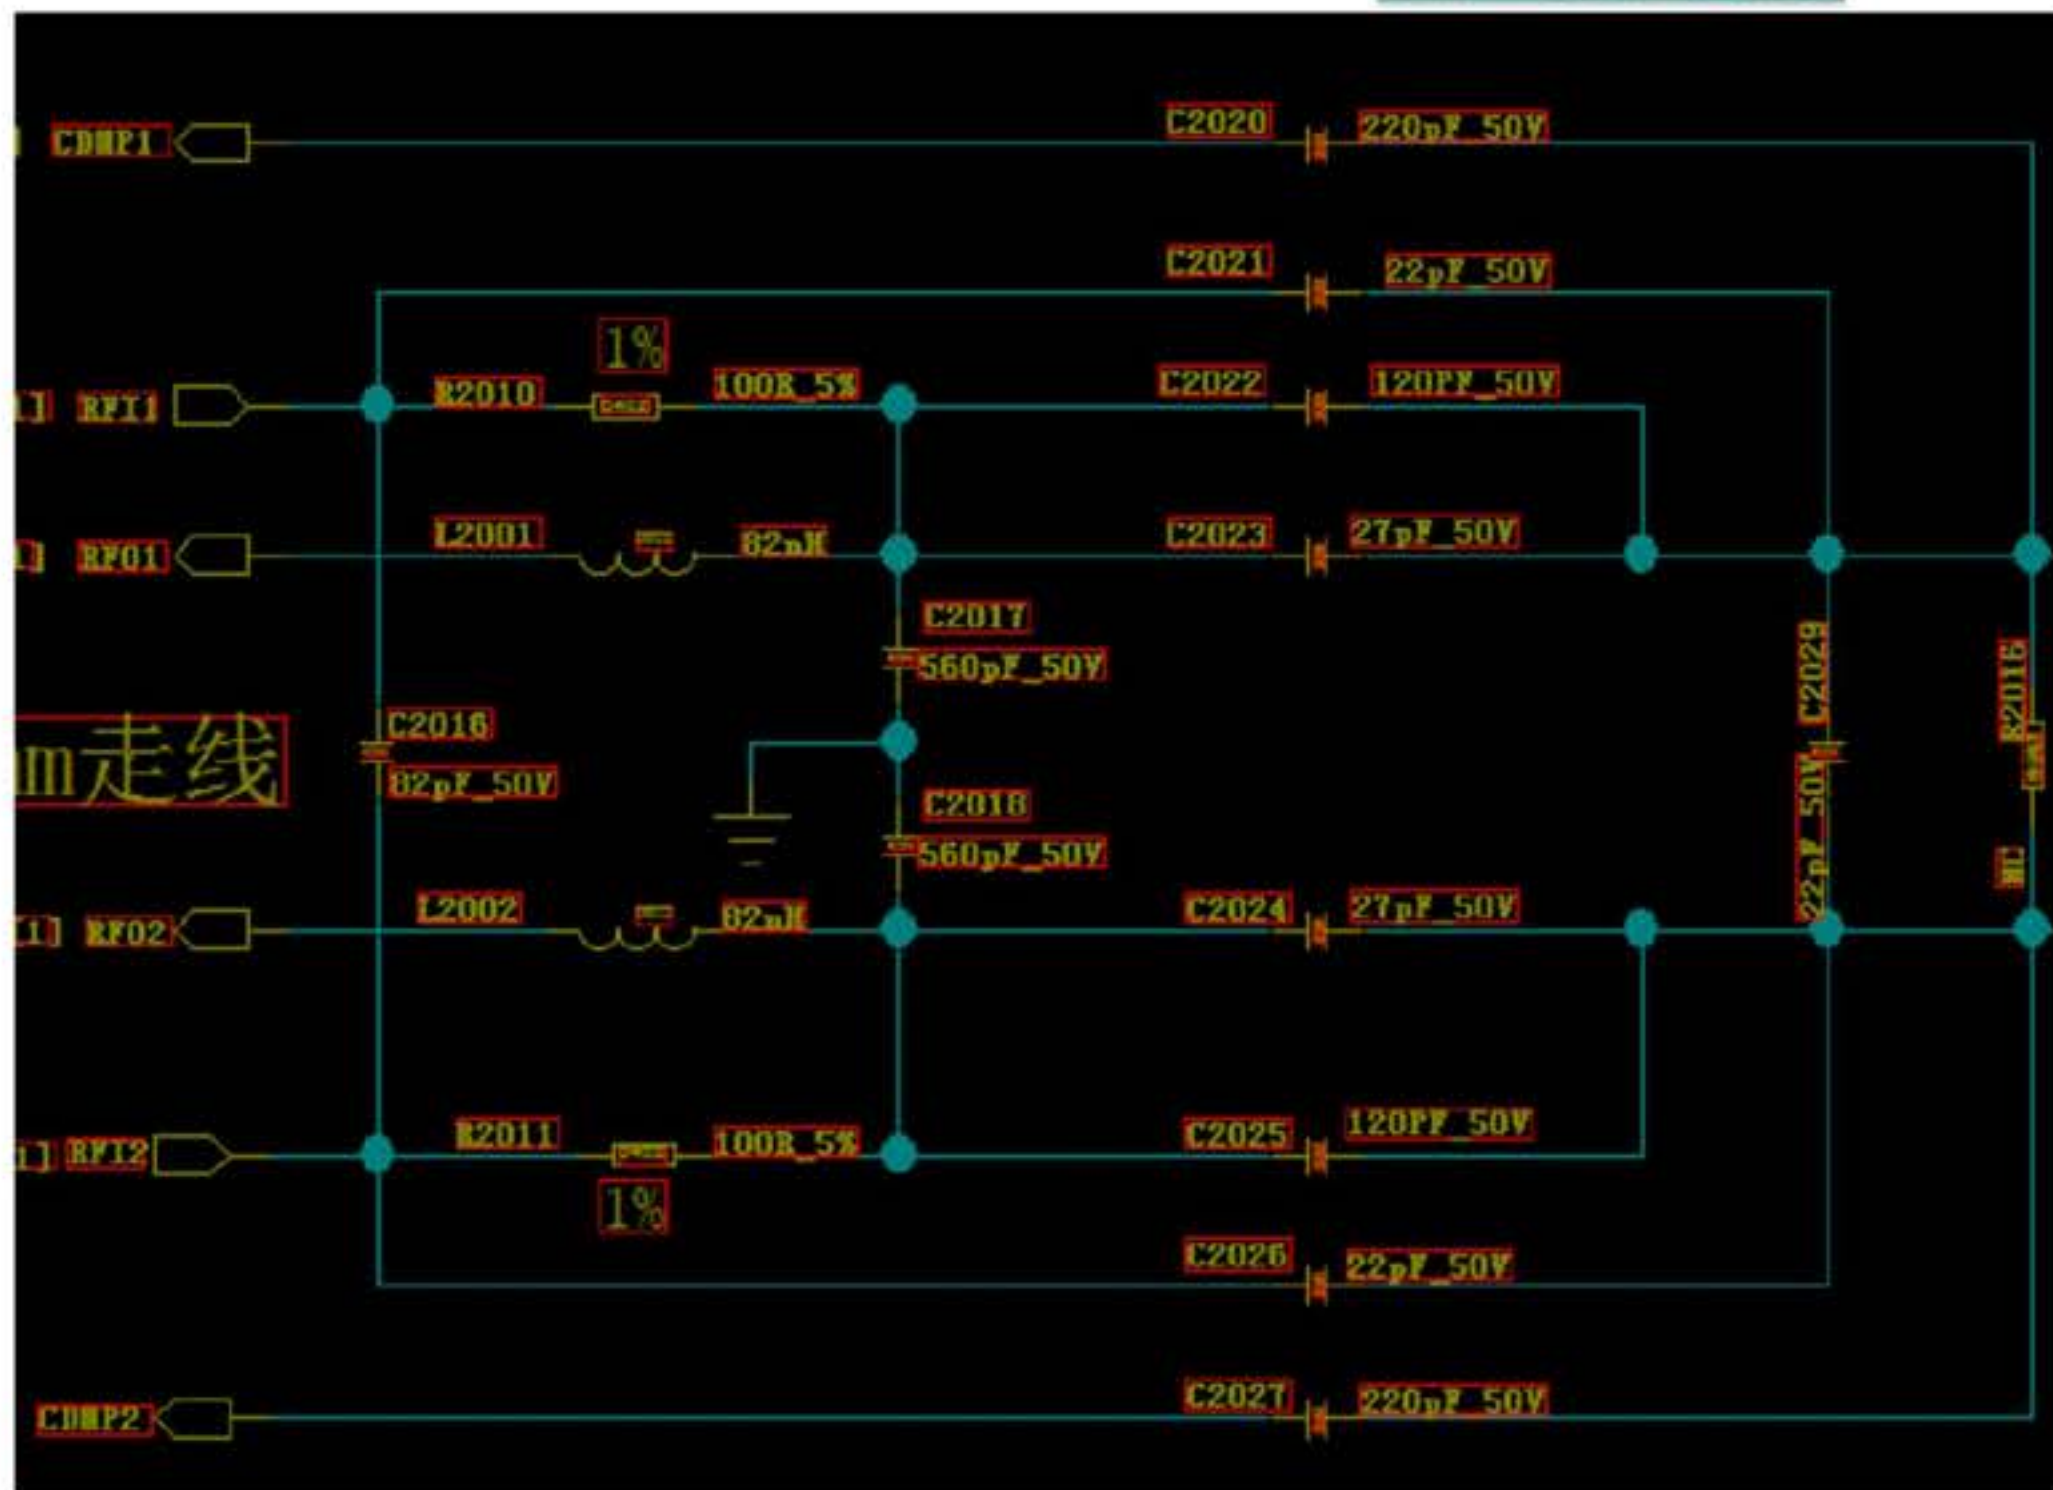 CDMP1
C2020
220pF_50V
C2021
22pF_50V
1%
RFI1
R2010
100R_5%
C2022
120PF_50V
RFO1
L2001
82nH
C2023
27pF_50V
C2017
560pF_50V
C2029
22pF_50V
R2016
NC
m走线
C2016
82pF_50V
C2018
560pF_50V
RFO2
L2002
82nH
C2024
27pF_50V
RFI2
R2011
100R_5%
C2025
120PF_50V
1%
C2026
22pF_50V
CDMP2
C2027
220pF_50V